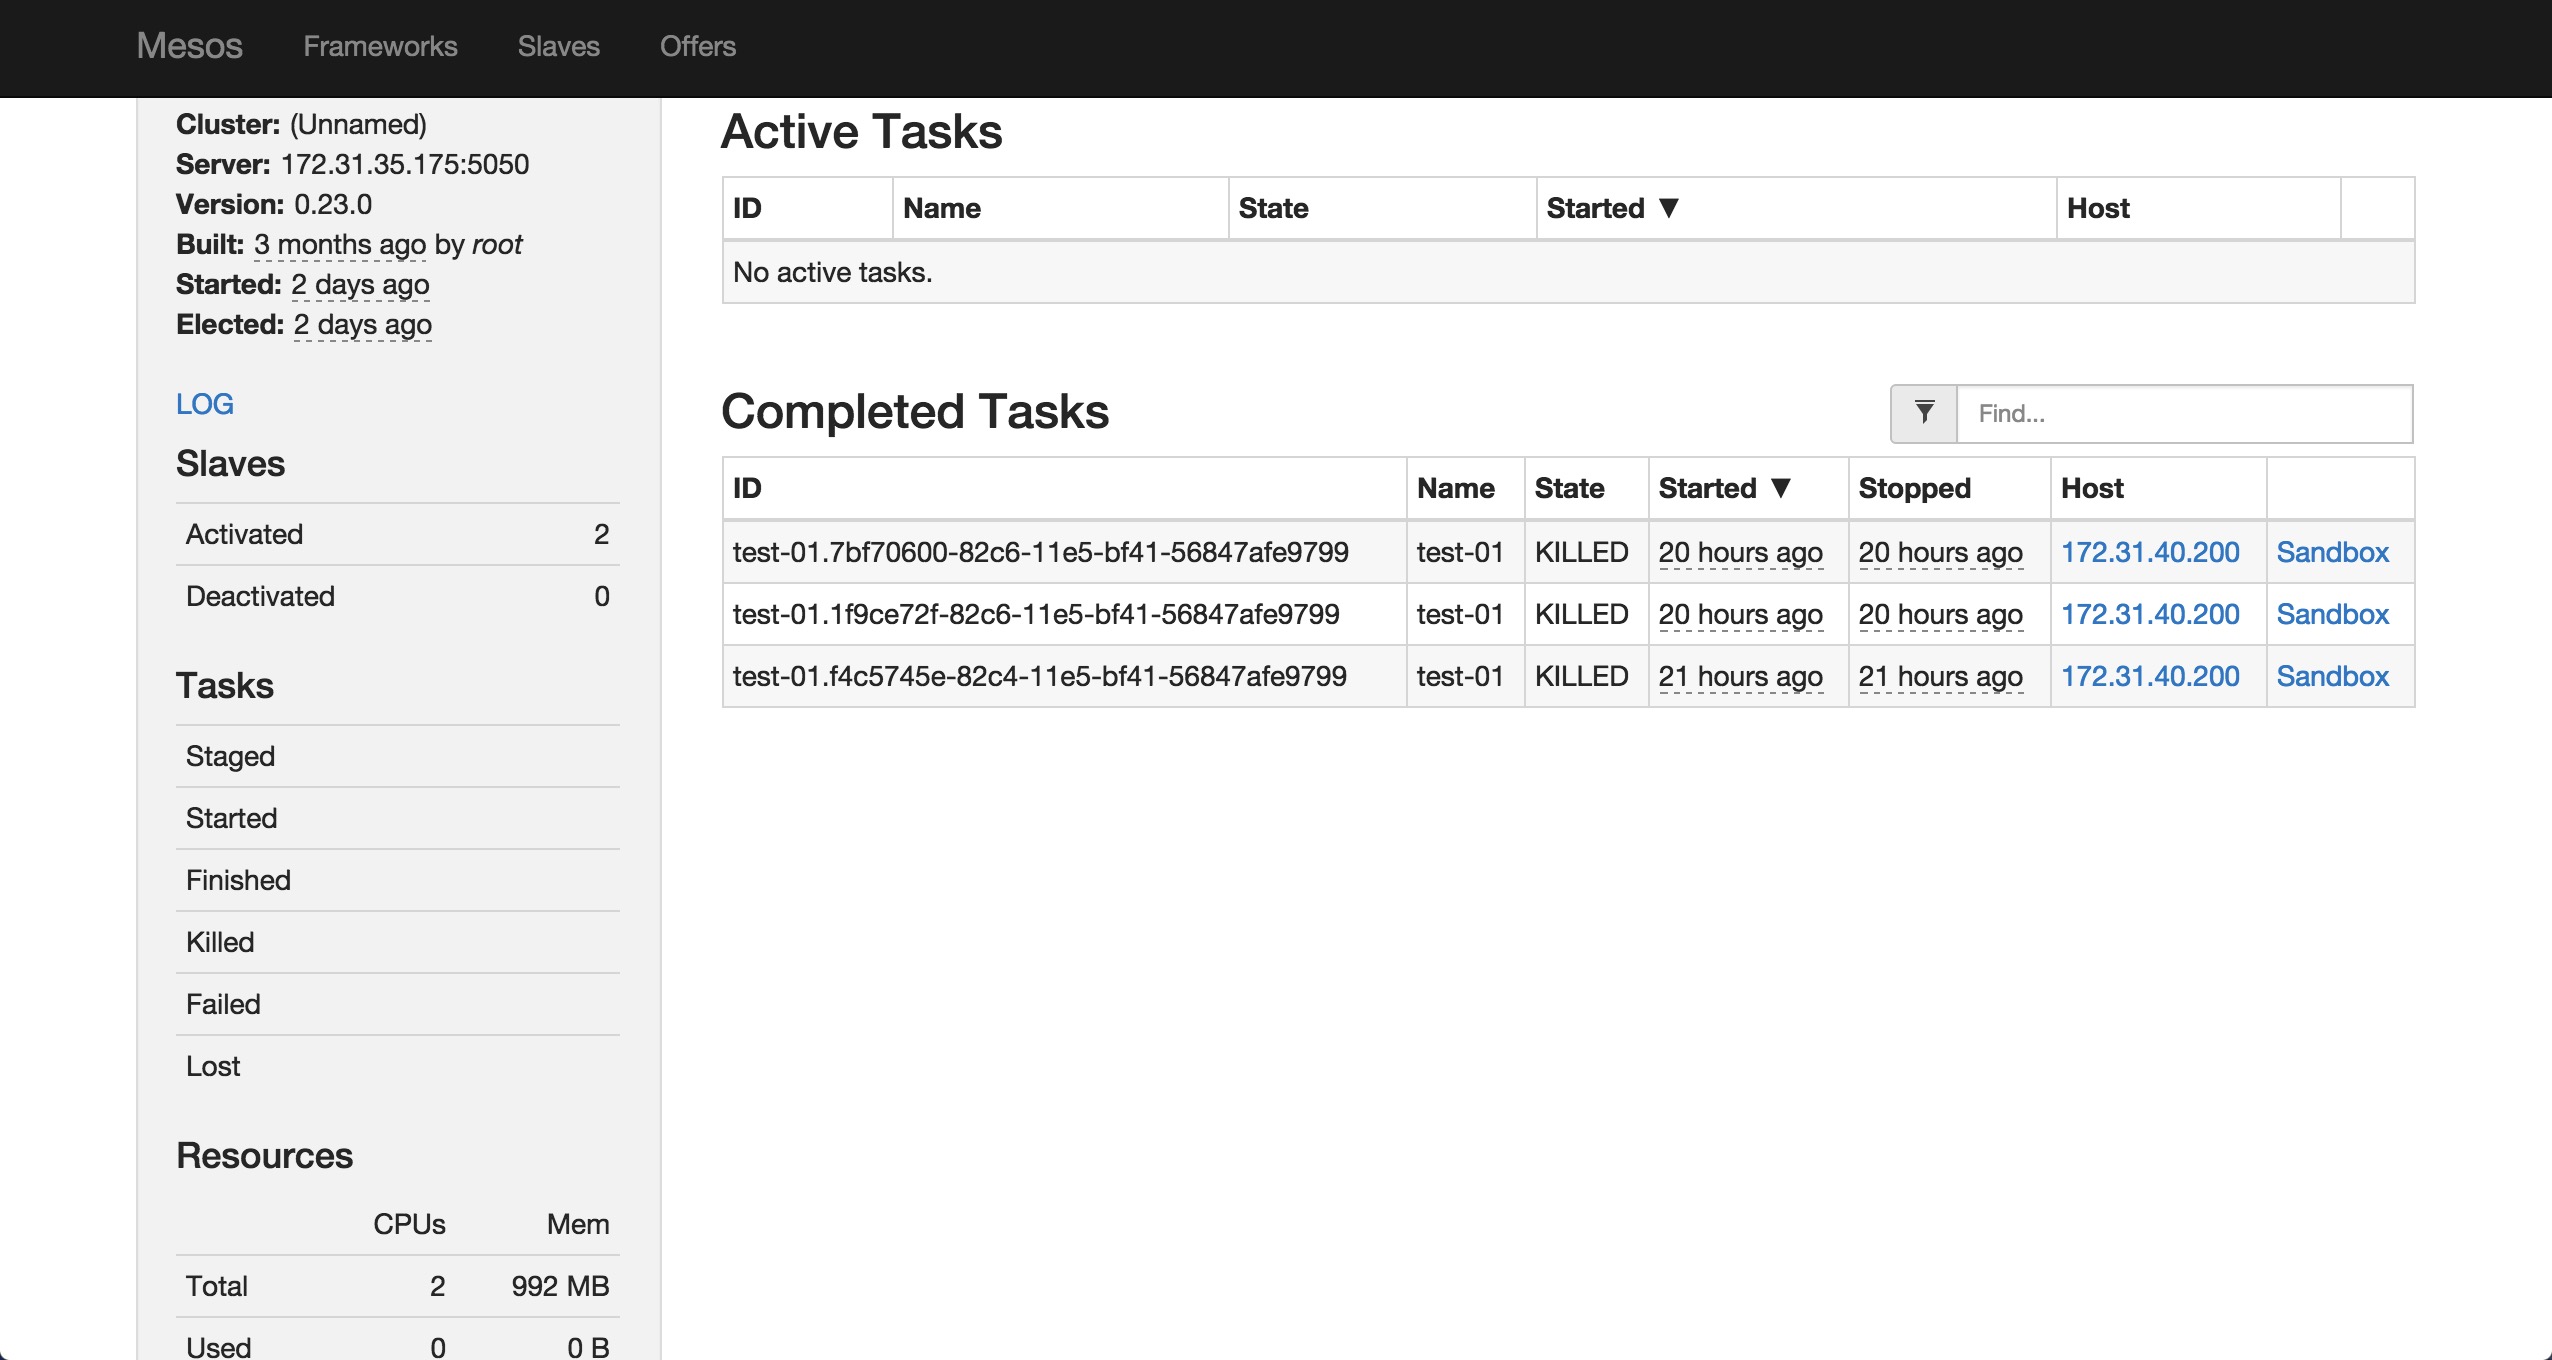 Mesos Frameworks Slaves Offers
Cluster: (Unnamed)
Server: 172.31.35.175:5050
Version: 0.23.0
Built: 3 months ago by root
Started: 2 days ago
Elected: 2 days ago
LOG
Slaves
Activated 2
Deactivated 0
Tasks
Staged
Started
Finished
Killed
Failed
Lost
Resources
CPUs Mem
Total 2 992 MB
Used 0 0 B
Active Tasks
ID Name State Started ▼ Host
No active tasks.
Completed Tasks
Find...
ID Name State Started ▼ Stopped Host
test-01.7bf70600-82c6-11e5-bf41-56847afe9799 test-01 KILLED 20 hours ago 20 hours ago 172.31.40.200 Sandbox
test-01.1f9ce72f-82c6-11e5-bf41-56847afe9799 test-01 KILLED 20 hours ago 20 hours ago 172.31.40.200 Sandbox
test-01.f4c5745e-82c4-11e5-bf41-56847afe9799 test-01 KILLED 21 hours ago 21 hours ago 172.31.40.200 Sandbox